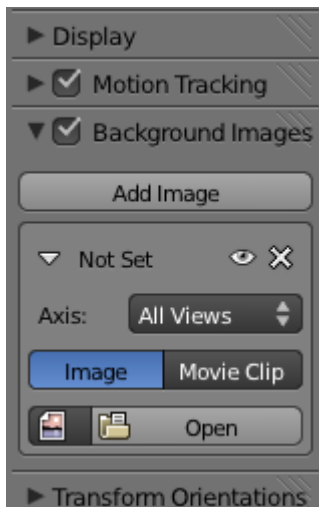 Display
Motion Tracking
Background Images
Add Image
Not Set
Axis: All Views
Image Movie Clip
Open
Transform Orientations